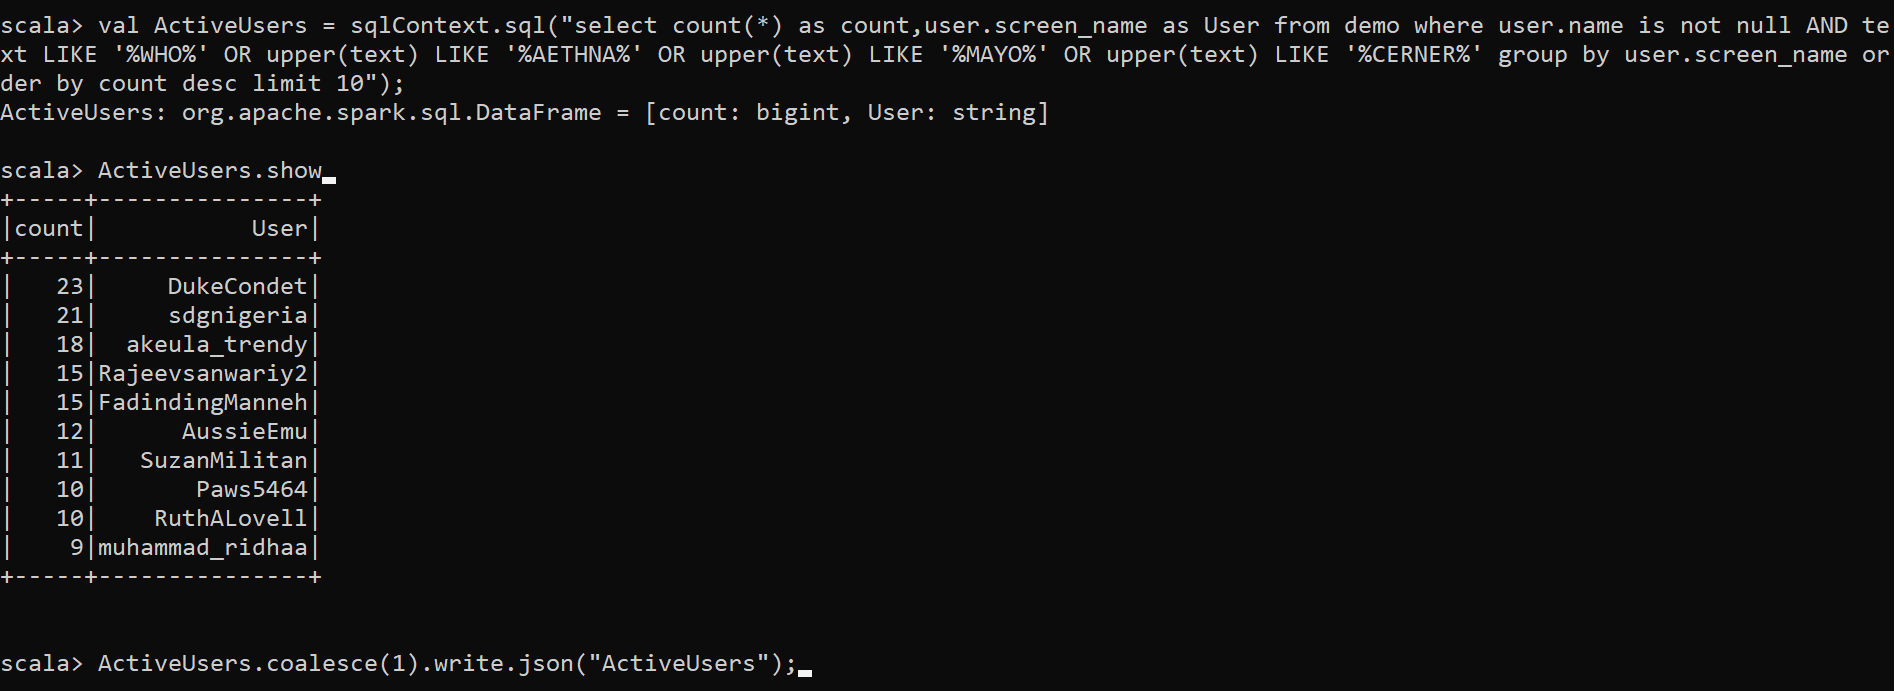 scala> val ActiveUsers = sqlContext.sql("select count(*) as count,user.screen_name as User from demo where user.name is not null AND te
xt LIKE '%WHO%' OR upper(text) LIKE '%AETHNA%' OR upper(text) LIKE '%MAYO%' OR upper(text) LIKE '%CERNER%' group by user.screen_name or
der by count desc limit 10");
ActiveUsers: org.apache.spark.sql.DataFrame = [count: bigint, User: string]
scala> ActiveUsers.show
+-----+---------------+
|count|           User|
+-----+---------------+
|   23|     DukeCondet|
|   21|     sdgnigeria|
|   18|  akeula_trendy|
|   15|Rajeevsanwariy2|
|   15|FadindingManneh|
|   12|      AussieEmu|
|   11|   SuzanMilitan|
|   10|       Paws5464|
|   10|    RuthALovell|
|    9|muhammad_ridhaa|
+-----+---------------+
scala> ActiveUsers.coalesce(1).write.json("ActiveUsers");